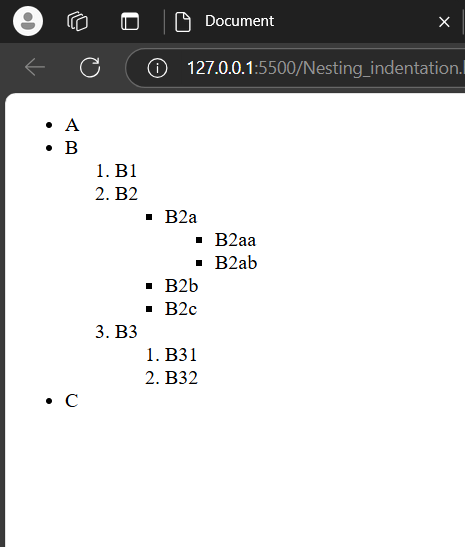 Document
127.0.0.1:5500/Nesting_indentation.
A
B
1. B1
2. B2
B2a
B2aa
B2ab
B2b
B2c
3. B3
1. B31
2. B32
C